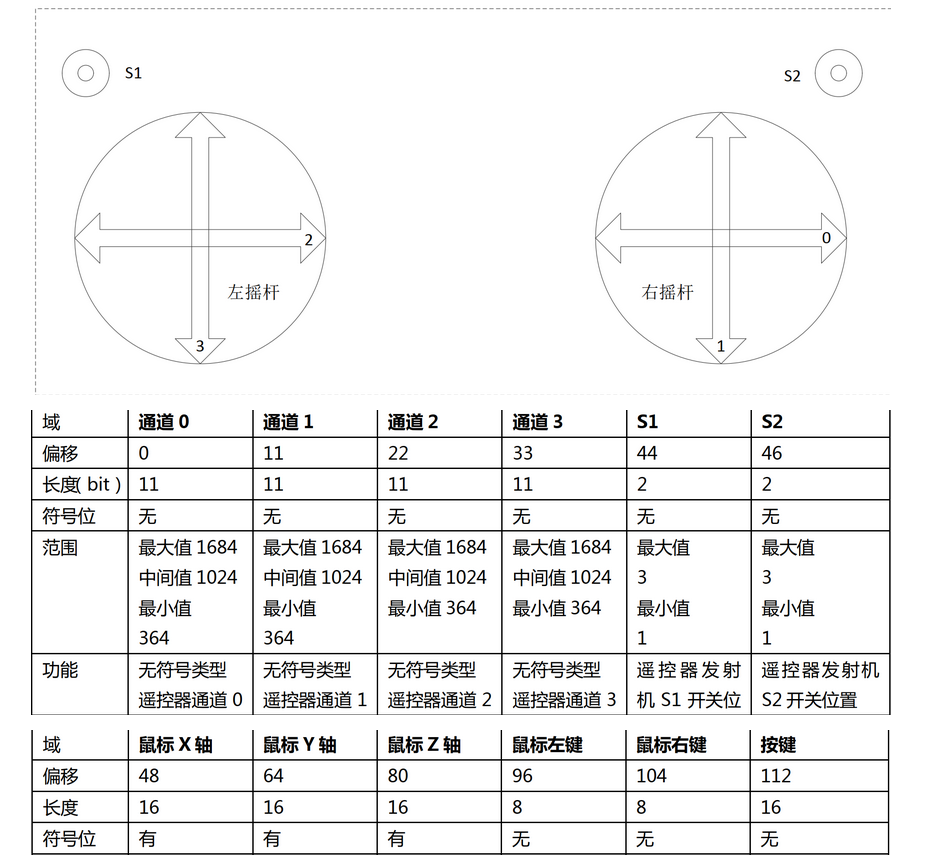 S1
S2
2
0
左摇杆
右摇杆
3
1
域 通道 0 通道 1 通道 2 通道 3 S1 S2
偏移 0 11 22 33 44 46
长度( bit ) 11 11 11 11 2 2
符号位 无 无 无 无 无 无
范围 最大值 1684 最大值 1684 最大值 1684 最大值 1684 最大值 最大值
中间值 1024 中间值 1024 中间值 1024 中间值 1024 3 3
最小值 最小值 最小值 364 最小值 364 最小值 最小值
364 364 1 1
功能 无符号类型 无符号类型 无符号类型 无符号类型 遥控器发射 遥控器发射机
遥控器通道 0 遥控器通道 1 遥控器通道 2 遥控器通道 3 机 S1 开关位 S2 开关位置
域 鼠标 X 轴 鼠标 Y 轴 鼠标 Z 轴 鼠标左键 鼠标右键 按键
偏移 48 64 80 96 104 112
长度 16 16 16 8 8 16
符号位 有 有 有 无 无 无